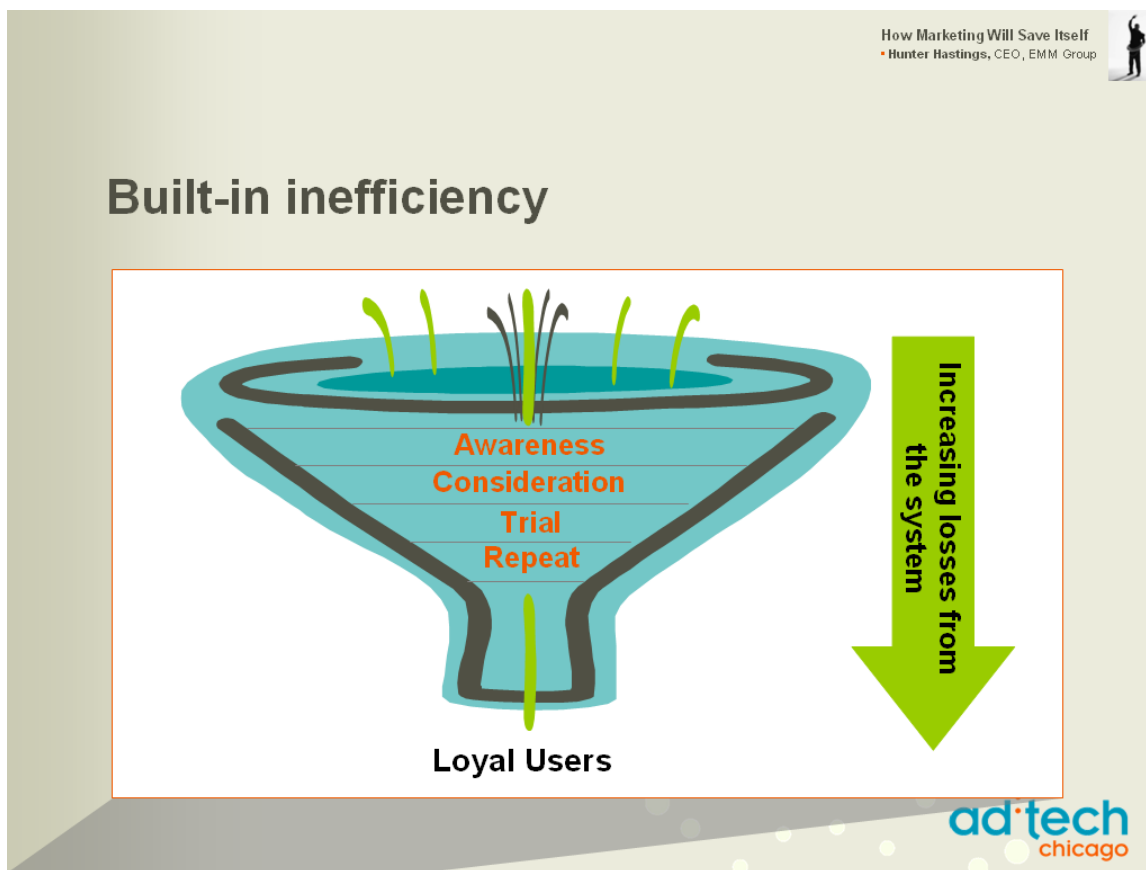 How Marketing Will Save Itself
▪ Hunter Hastings, CEO, EMM Group
Built-in inefficiency
Awareness
Consideration
Trial
Repeat
Loyal Users
Increasing losses from
the system
ad:tech
chicago